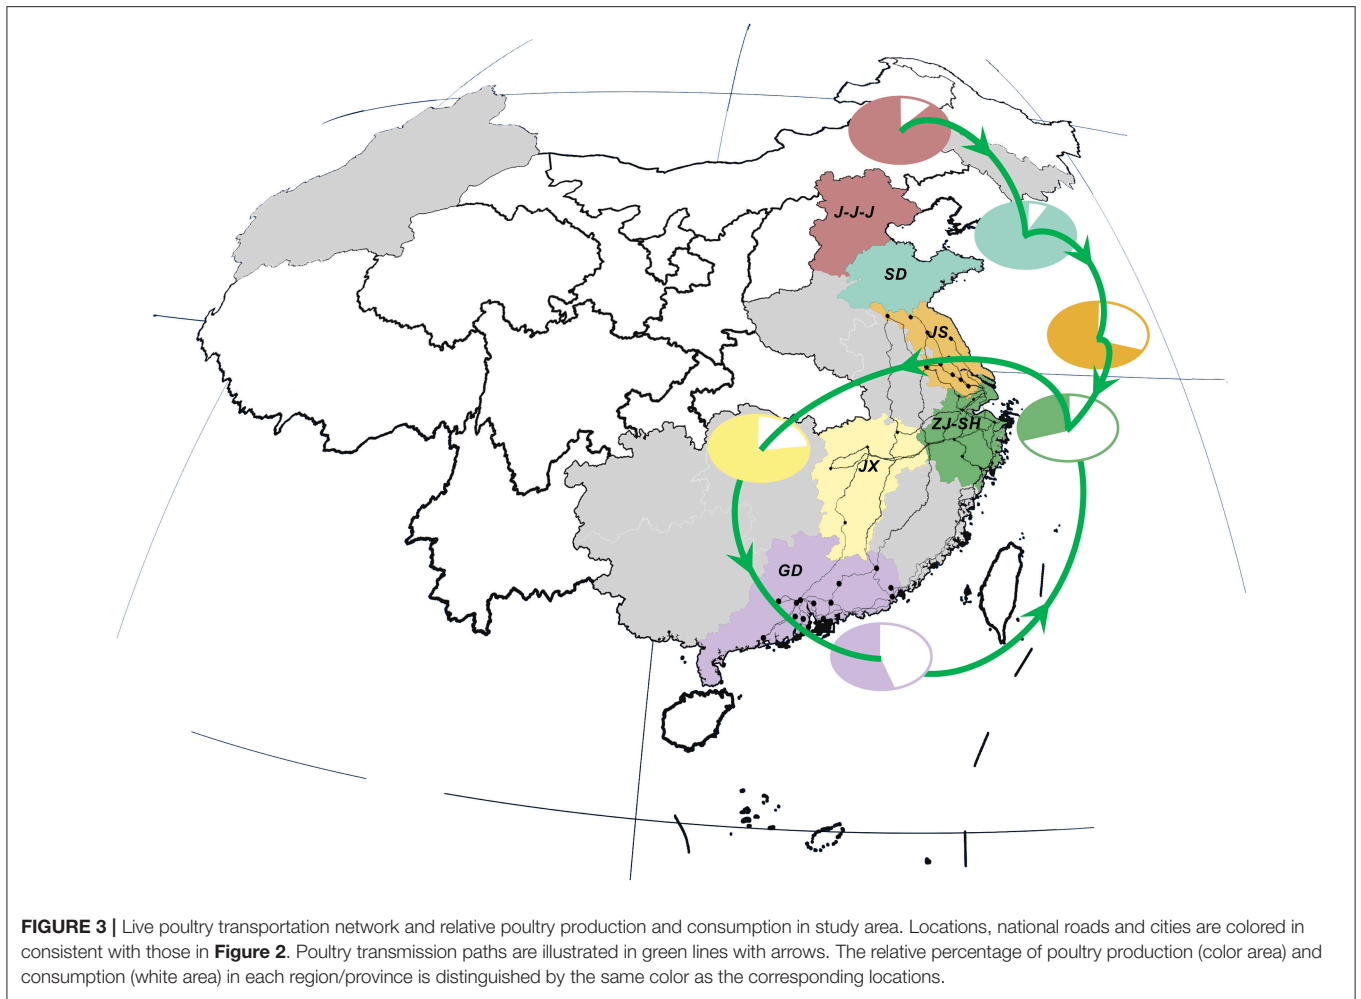 J-J-J
SD
JS
ZJ-SH
JX
GD
FIGURE 3 | Live poultry transportation network and relative poultry production and consumption in study area. Locations, national roads and cities are colored in
consistent with those in Figure 2. Poultry transmission paths are illustrated in green lines with arrows. The relative percentage of poultry production (color area) and
consumption (white area) in each region/province is distinguished by the same color as the corresponding locations.